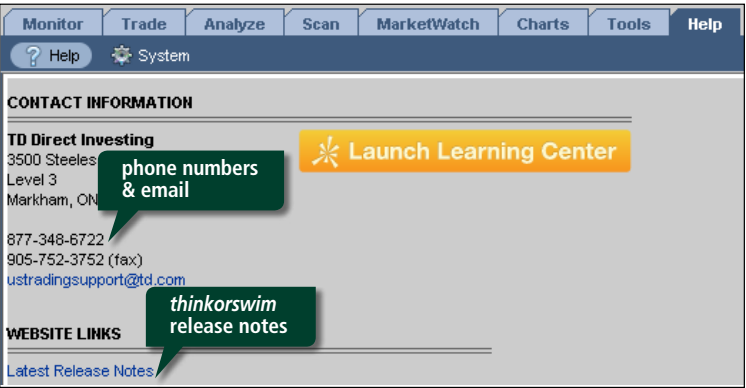 Monitor Trade Analyze Scan MarketWatch Charts Tools Help
? Help System
CONTACT INFORMATION
TD Direct Investing
3500 Steeles
Level 3
Markham, ON
Launch Learning Center
phone numbers
& email
877-348-6722
905-752-3752 (fax)
ustradingsupport@td.com
thinkorswim
release notes
WEBSITE LINKS
Latest Release Notes